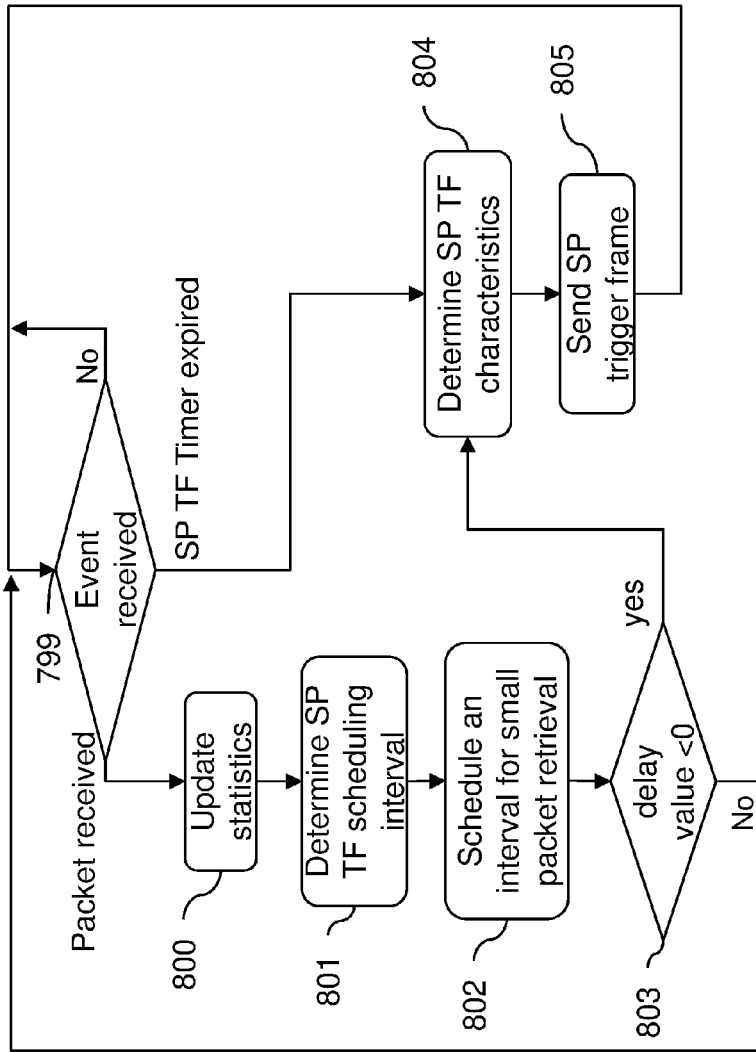 799
Event
received
No
Packet received
SP TF Timer expired
800
Update
statistics
801
Determine SP
TF scheduling
interval
802
Schedule an
interval for small
packet retrieval
803
delay
value <0
yes
No
804
Determine SP TF
characteristics
805
Send SP
trigger frame